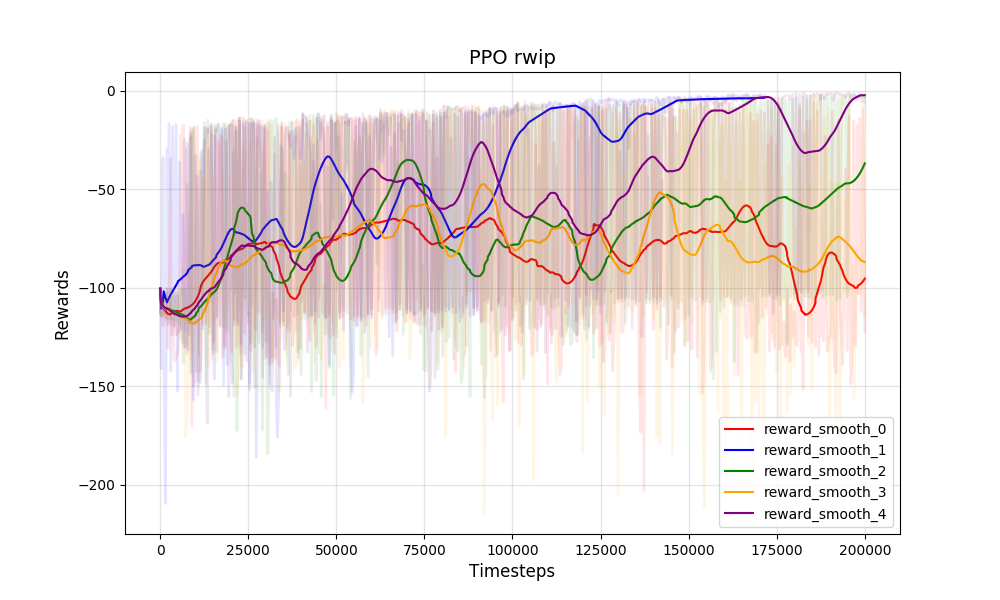 PPO rwip
Rewards
0
−50
−100
−150
−200
0 25000 50000 75000 100000 125000 150000 175000 200000
Timesteps
reward_smooth_0
reward_smooth_1
reward_smooth_2
reward_smooth_3
reward_smooth_4